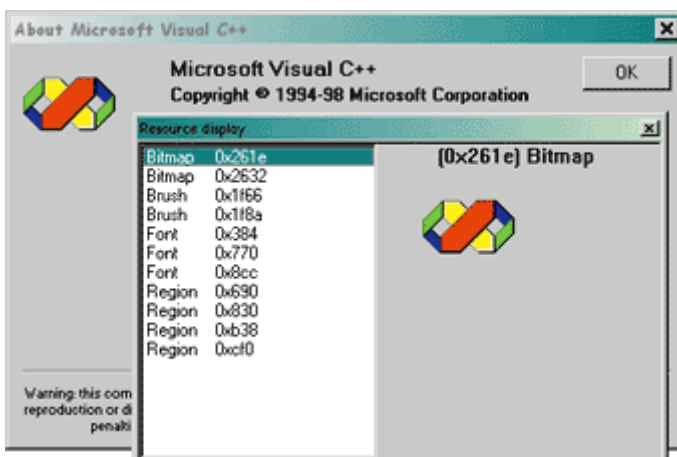 About Microsoft Visual C++
Microsoft Visual C++
Copyright © 1994-98 Microsoft Corporation
OK
Resource display
Bitmap 0x261e
Bitmap 0x2632
Brush 0x1f66
Brush 0x1f8a
Font 0x384
Font 0x770
Font 0x8cc
Region 0x690
Region 0x830
Region 0xb38
Region 0xcf0
(0x261e) Bitmap
Warning: this com
reproduction or di
penalti